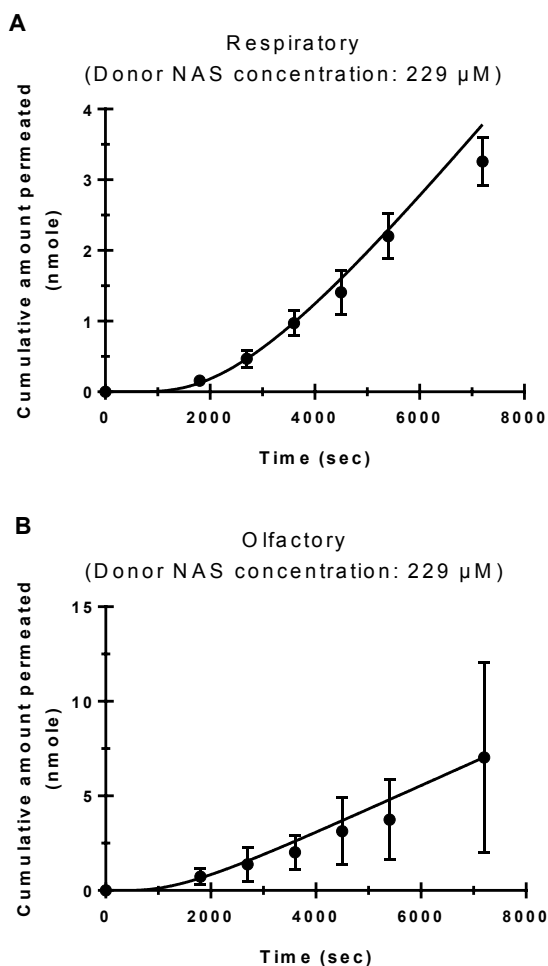 A
Respiratory
(Donor NAS concentration: 229 µM)
Cumulative amount permeated
(nmole)
4
3
2
1
0
0 2000 4000 6000 8000
Time (sec)
B
Olfactory
(Donor NAS concentration: 229 µM)
Cumulative amount permeated
(nmole)
15
10
5
0
0 2000 4000 6000 8000
Time (sec)